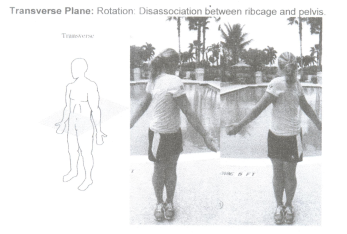 Transverse Plane: Rotation: Disassociation between ribcage and pelvis.
Transverse